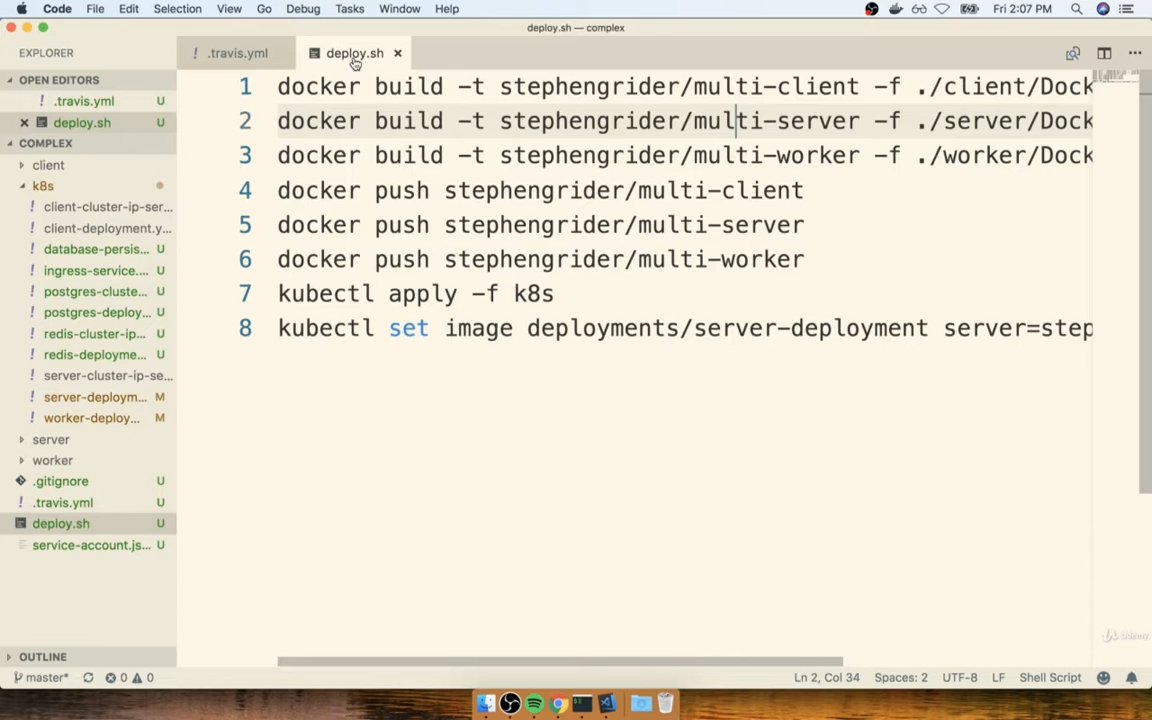 Code File Edit Selection View Go Debug Tasks Window Help Fri 2:07 PM
deploy.sh — complex
EXPLORER
! .travis.yml
deploy.sh ×
OPEN EDITORS
! .travis.yml U
× deploy.sh U
COMPLEX
client
k8s
! client-cluster-ip-ser...
! client-deployment.y...
! database-persis... U
! ingress-service.... U
! postgres-cluste... U
! postgres-deploy... U
! redis-cluster-ip... U
! redis-deployme... U
! server-cluster-ip-se...
! server-deploym... M
! worker-deploy... M
server
worker
.gitignore U
! .travis.yml U
deploy.sh U
service-account.js... U
OUTLINE
1 docker build -t stephengrider/multi-client -f ./client/Dock
2 docker build -t stephengrider/multi-server -f ./server/Dock
3 docker build -t stephengrider/multi-worker -f ./worker/Dock
4 docker push stephengrider/multi-client
5 docker push stephengrider/multi-server
6 docker push stephengrider/multi-worker
7 kubectl apply -f k8s
8 kubectl set image deployments/server-deployment server=step
Udemy
master* 0 0 Ln 2, Col 34 Spaces: 2 UTF-8 LF Shell Script